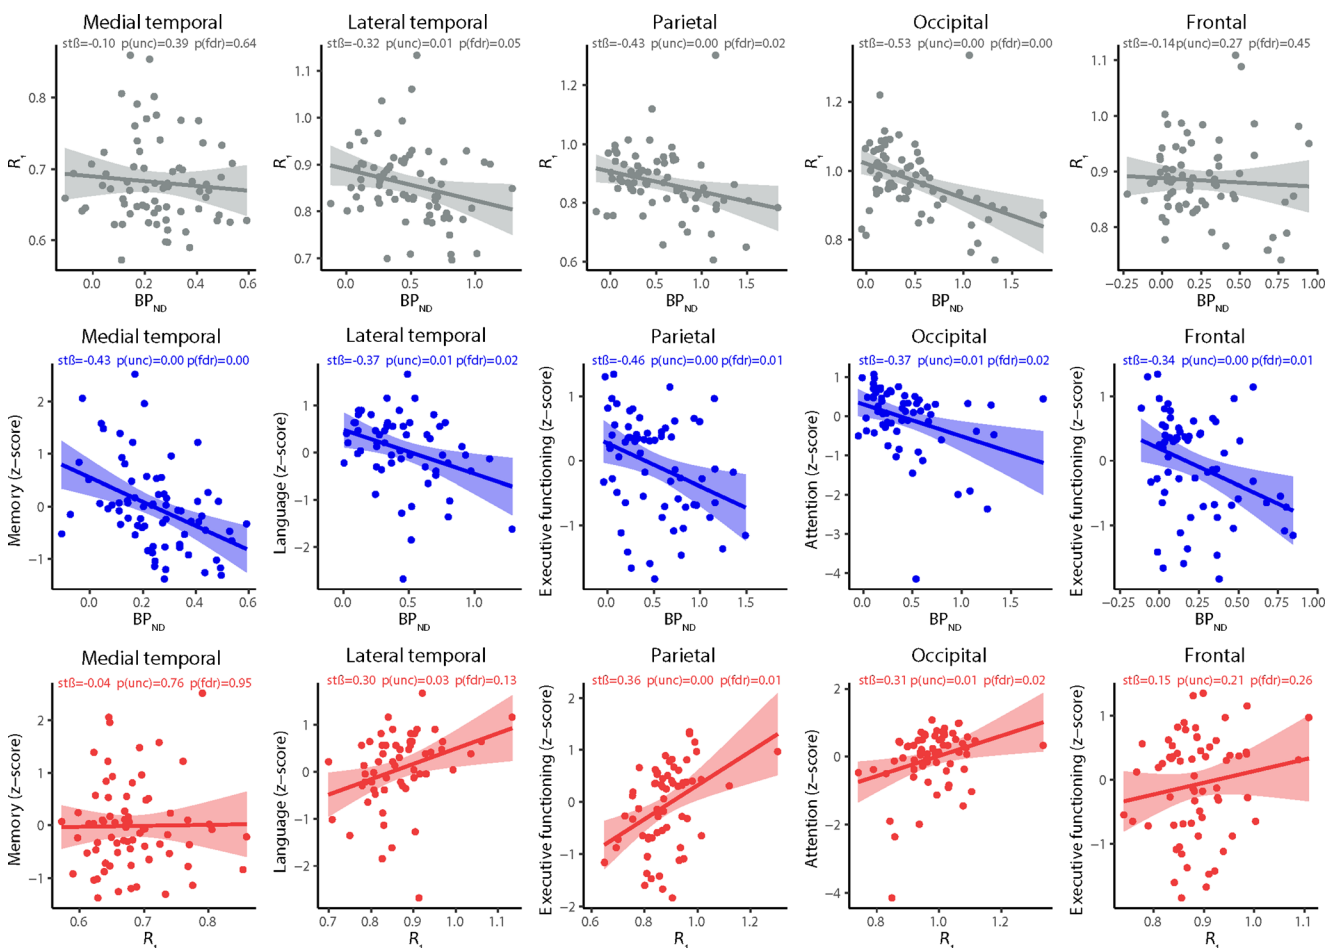 Medial temporal Lateral temporal Parietal Occipital Frontal
stß=-0.10 p(unc)=0.39 p(fdr)=0.64 stß=-0.32 p(unc)=0.01 p(fdr)=0.05 stß=-0.43 p(unc)=0.00 p(fdr)=0.02 stß=-0.53 p(unc)=0.00 p(fdr)=0.00 stß=-0.14p(unc)=0.27 p(fdr)=0.45
R1 R1 R1 R1 R1
0.8 0.7 0.6
1.1 1.0 0.9 0.8 0.7
1.2 1.0 0.8 0.6
1.2 1.0 0.8
1.1 1.0 0.9 0.8
0.0 0.2 0.4 0.6 0.0 0.5 1.0 0.0 0.5 1.0 1.5 0.0 0.5 1.0 1.5 -0.25 0.00 0.25 0.50 0.75 1.00
BPND BPND BPND BPND BPND
Medial temporal Lateral temporal Parietal Occipital Frontal
stß=-0.43 p(unc)=0.00 p(fdr)=0.00 stß=-0.37 p(unc)=0.01 p(fdr)=0.02 stß=-0.46 p(unc)=0.00 p(fdr)=0.01 stß=-0.37 p(unc)=0.01 p(fdr)=0.02 stß=-0.34 p(unc)=0.00 p(fdr)=0.01
Memory (z−score) Language (z−score) Executive functioning (z−score) Attention (z−score) Executive functioning (z−score)
2 1 0 −1
1 0 −1 −2
1 0 −1
1 0 −1 −2 −3 −4
1 0 −1
0.0 0.2 0.4 0.6 0.0 0.5 1.0 0.0 0.5 1.0 1.5 0.0 0.5 1.0 1.5 −0.25 0.00 0.25 0.50 0.75 1.00
BPND BPND BPND BPND BPND
Medial temporal Lateral temporal Parietal Occipital Frontal
stß=-0.04 p(unc)=0.76 p(fdr)=0.95 stß=0.30 p(unc)=0.03 p(fdr)=0.13 stß=0.36 p(unc)=0.00 p(fdr)=0.01 stß=0.31 p(unc)=0.01 p(fdr)=0.02 stß=0.15 p(unc)=0.21 p(fdr)=0.26
Memory (z−score) Language (z−score) Executive functioning (z−score) Attention (z−score) Executive functioning (z−score)
2 1 0 −1
2 1 0 −1 −2
2 1 0 −1 −2
2 0 −2 −4
1 0 −1
0.6 0.7 0.8 0.7 0.8 0.9 1.0 1.1 0.6 0.8 1.0 1.2 0.8 1.0 1.2 0.8 0.9 1.0 1.1
R1 R1 R1 R1 R1